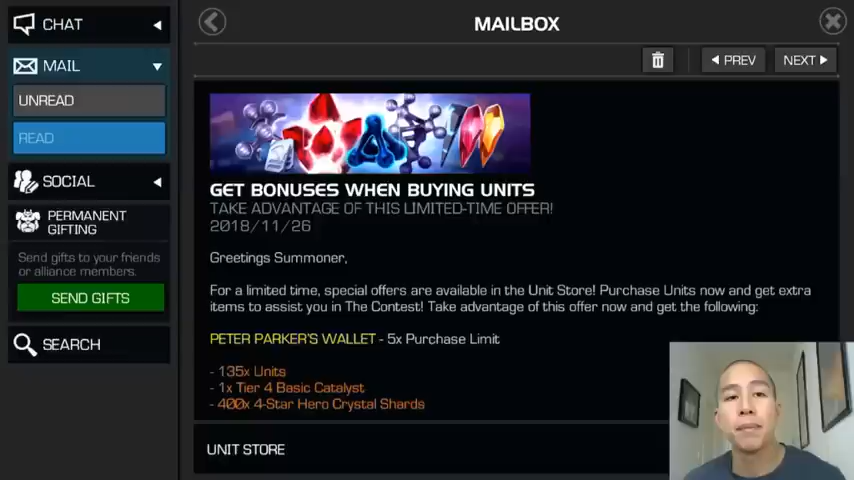 CHAT
MAIL
UNREAD
READ
SOCIAL
PERMANENT
GIFTING
Send gifts to your friends
or alliance members.
SEND GIFTS
SEARCH
MAILBOX
PREV
NEXT
GET BONUSES WHEN BUYING UNITS
TAKE ADVANTAGE OF THIS LIMITED-TIME OFFER!
2018/11/26
Greetings Summoner,
For a limited time, special offers are available in the Unit Store! Purchase Units now and get extra
items to assist you in The Contest! Take advantage of this offer now and get the following:
PETER PARKER'S WALLET - 5x Purchase Limit
- 135x Units
- 1x Tier 4 Basic Catalyst
- 400x 4-Star Hero Crystal Shards
UNIT STORE